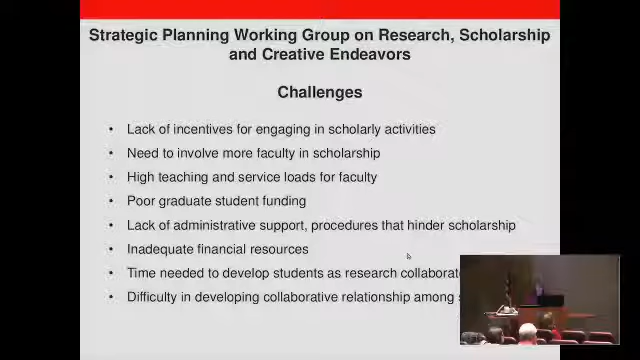 Strategic Planning Working Group on Research, Scholarship
and Creative Endeavors
Challenges
• Lack of incentives for engaging in scholarly activities
• Need to involve more faculty in scholarship
• High teaching and service loads for faculty
• Poor graduate student funding
• Lack of administrative support, procedures that hinder scholarship
• Inadequate financial resources
• Time needed to develop students as research
• Difficulty in developing collaborative relationship among